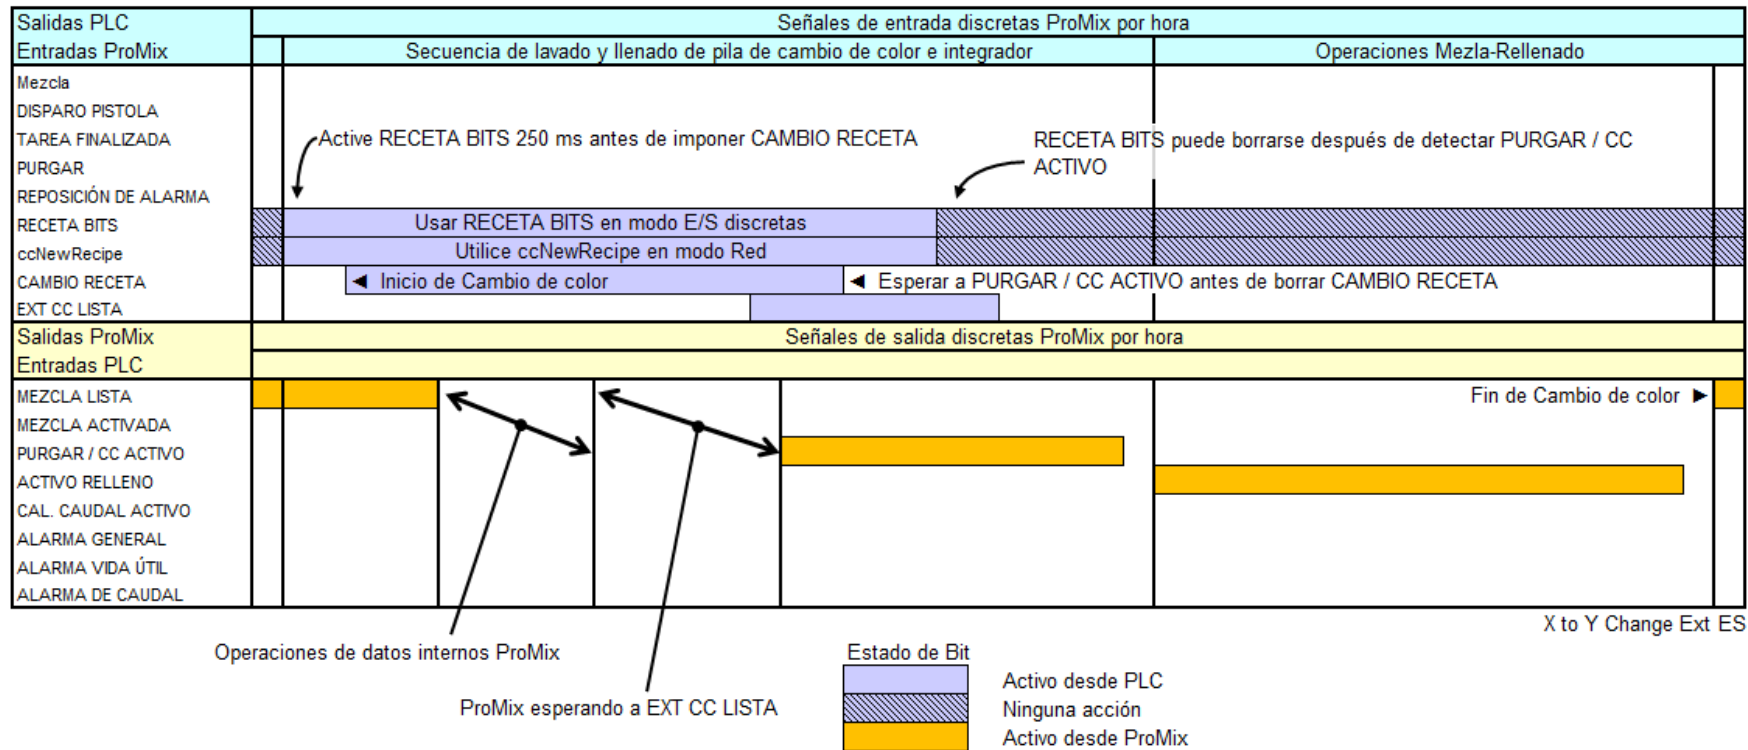 Salidas PLC
Señales de entrada discretas ProMix por hora
Entradas ProMix
Secuencia de lavado y llenado de pila de cambio de color e integrador
Operaciones Mezla-Rellenado
Mezcla
DISPARO PISTOLA
TAREA FINALIZADA
Active RECETA BITS 250 ms antes de imponer CAMBIO RECETA
RECETA BITS puede borrarse después de detectar PURGAR / CC
ACTIVO
PURGAR
REPOSICIÓN DE ALARMA
RECETA BITS
Usar RECETA BITS en modo E/S discretas
ccNewRecipe
Utilice ccNewRecipe en modo Red
CAMBIO RECETA
◄ Inicio de Cambio de color
◄ Esperar a PURGAR / CC ACTIVO antes de borrar CAMBIO RECETA
EXT CC LISTA
Salidas ProMix
Señales de salida discretas ProMix por hora
Entradas PLC
MEZCLA LISTA
Fin de Cambio de color ►
MEZCLA ACTIVADA
PURGAR / CC ACTIVO
ACTIVO RELLENO
CAL. CAUDAL ACTIVO
ALARMA GENERAL
ALARMA VIDA ÚTIL
ALARMA DE CAUDAL
X to Y Change Ext ES
Operaciones de datos internos ProMix
ProMix esperando a EXT CC LISTA
Estado de Bit
Activo desde PLC
Ninguna acción
Activo desde ProMix